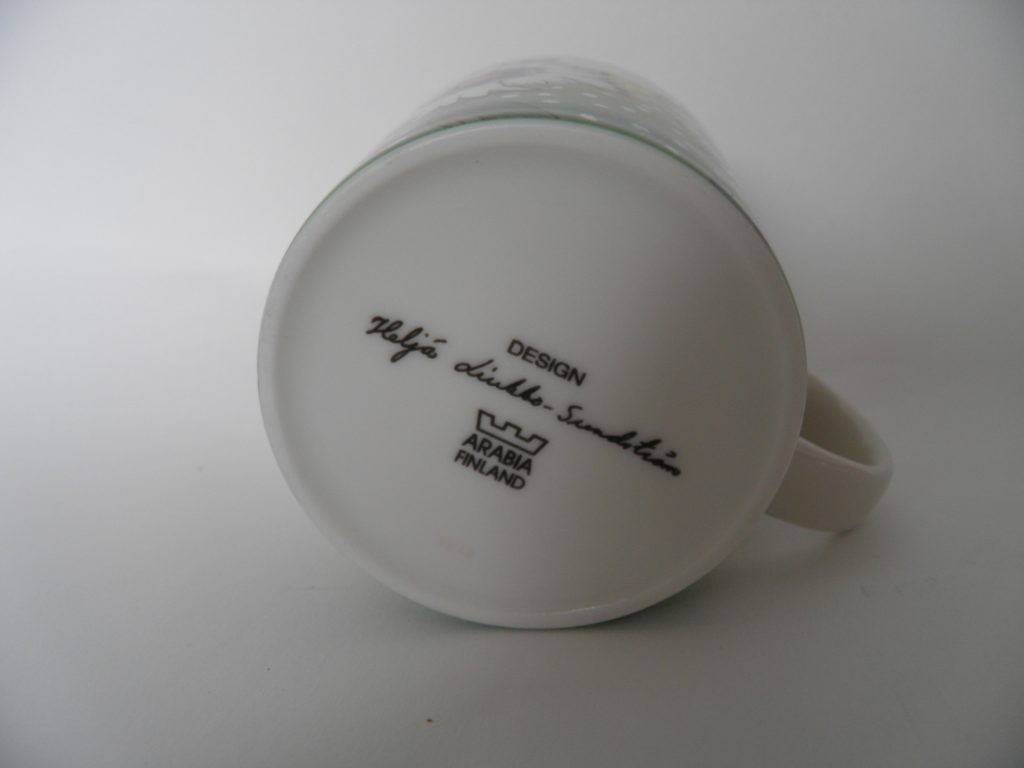 DESIGN
Heljä Liukko-Sundström
ARABIA
FINLAND